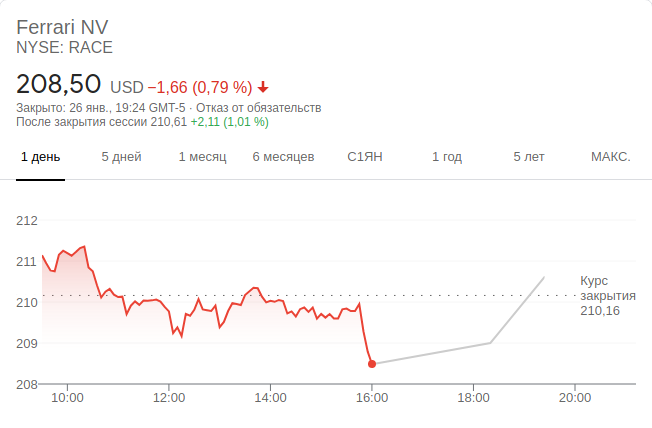 Ferrari NV
NYSE: RACE
208,50 USD −1,66 (0,79 %)
Закрыто: 26 янв., 19:24 GMT-5 · Отказ от обязательств
После закрытия сессии 210,61 +2,11 (1,01 %)
1 день 5 дней 1 месяц 6 месяцев С1ЯН 1 год 5 лет МАКС.
212
211
210
209
208
Курс
закрытия
210,16
10:00 12:00 14:00 16:00 18:00 20:00